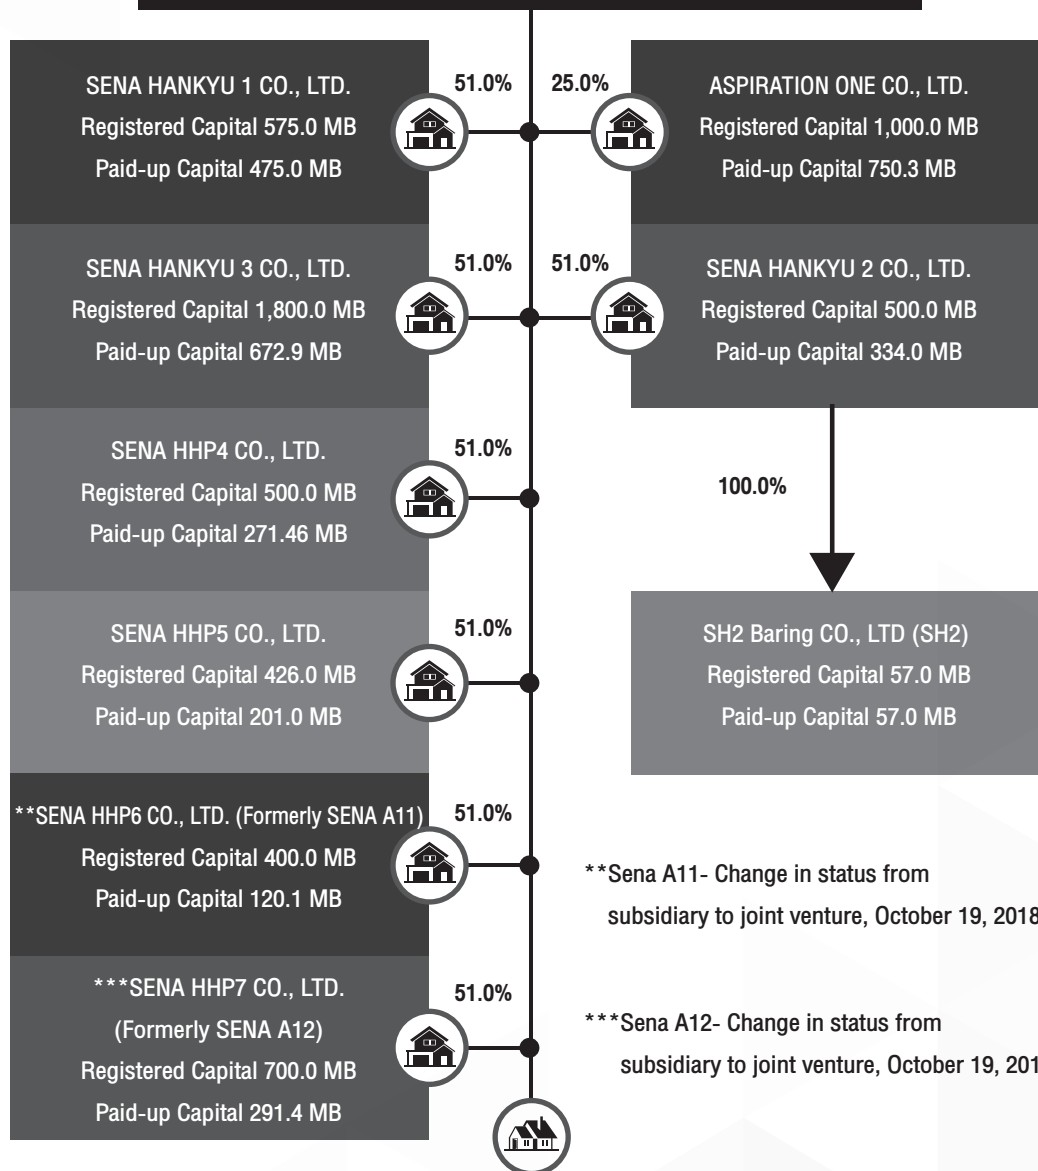 SENA HANKYU 1 CO., LTD.
Registered Capital 575.0 MB
Paid-up Capital 475.0 MB
51.0%
25.0%
ASPIRATION ONE CO., LTD.
Registered Capital 1,000.0 MB
Paid-up Capital 750.3 MB
SENA HANKYU 3 CO., LTD.
Registered Capital 1,800.0 MB
Paid-up Capital 672.9 MB
51.0%
51.0%
SENA HANKYU 2 CO., LTD.
Registered Capital 500.0 MB
Paid-up Capital 334.0 MB
SENA HHP4 CO., LTD.
Registered Capital 500.0 MB
Paid-up Capital 271.46 MB
51.0%
100.0%
SENA HHP5 CO., LTD.
Registered Capital 426.0 MB
Paid-up Capital 201.0 MB
51.0%
SH2 Baring CO., LTD (SH2)
Registered Capital 57.0 MB
Paid-up Capital 57.0 MB
**SENA HHP6 CO., LTD. (Formerly SENA A11)
Registered Capital 400.0 MB
Paid-up Capital 120.1 MB
51.0%
**Sena A11- Change in status from
subsidiary to joint venture, October 19, 2018
***SENA HHP7 CO., LTD.
(Formerly SENA A12)
Registered Capital 700.0 MB
Paid-up Capital 291.4 MB
51.0%
***Sena A12- Change in status from
subsidiary to joint venture, October 19, 201